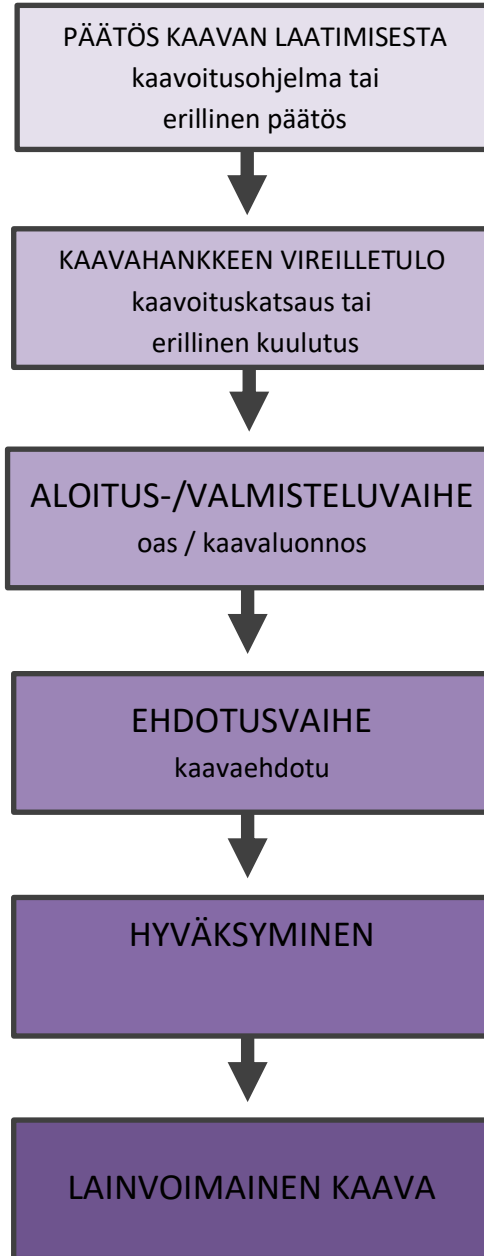 PÄÄTÖS KAAVAN LAATIMISESTA
kaavoitusohjelma tai
erillinen päätös
KAAVAHANKKEEN VIREILLETULO
kaavoituskatsaus tai
erillinen kuulutus
ALOITUS-/VALMISTELUVAIHE
oas / kaavaluonnos
EHDOTUSVAIHE
kaavaehdotu
HYVÄKSYMINEN
LAINVOIMAINEN KAAVA